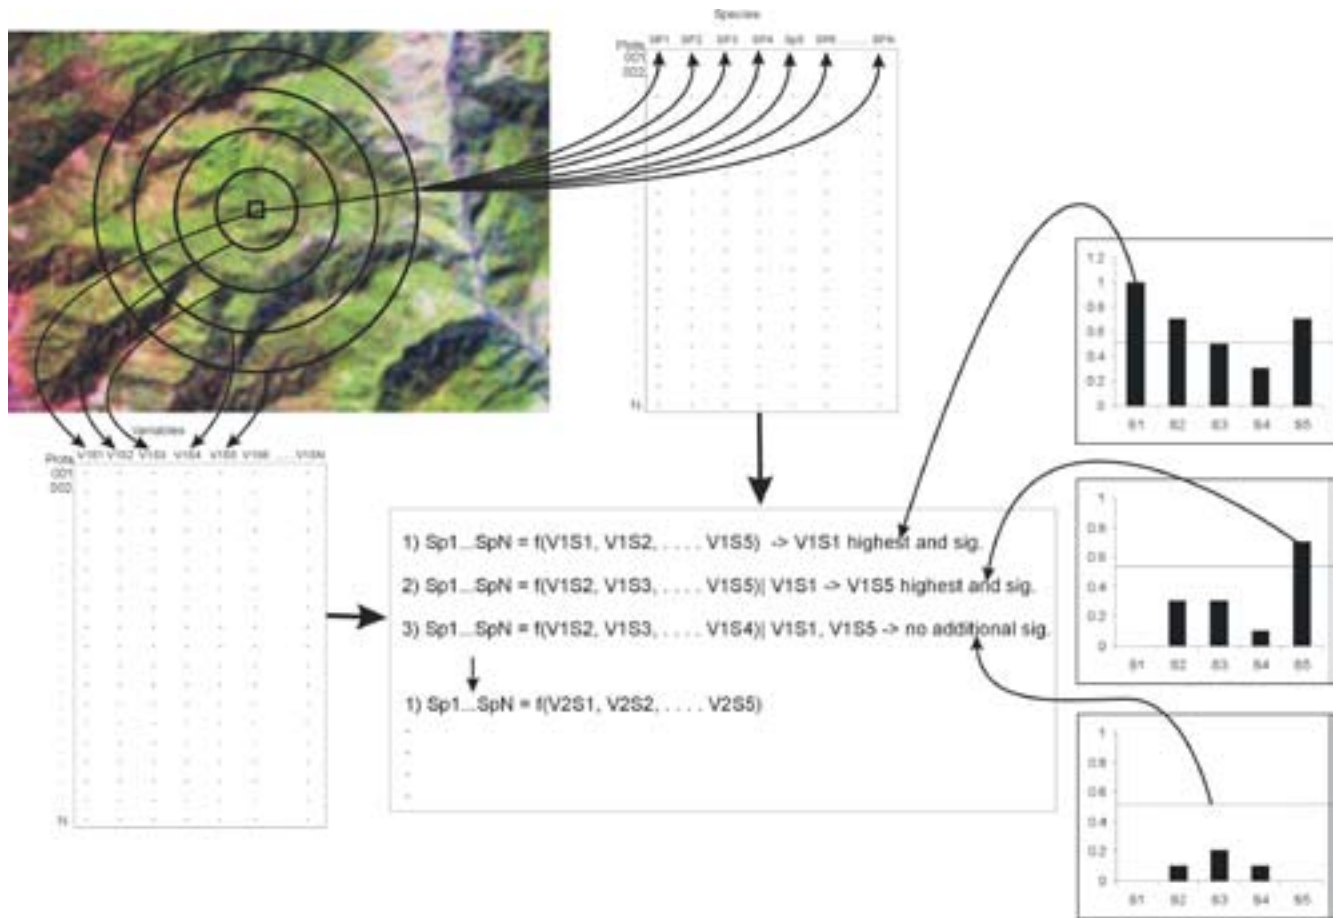 Species
Plots SP1 SP2 SP3 SP4 Sp5 SP6 ........ SPN
001
002
N
Variables
Plots V1S1 V1S2 V1S3 V1S4 V1S5 V1S6 ..... V1SN
001
002
N
1) Sp1...SpN = f(V1S1, V1S2, . . . . V1S5) -> V1S1 highest and sig.
2) Sp1...SpN = f(V1S2, V1S3, . . . . V1S5)| V1S1 -> V1S5 highest and sig.
3) Sp1...SpN = f(V1S2, V1S3, . . . . V1S4)| V1S1, V1S5 -> no additional sig.
1) Sp1...SpN = f(V2S1, V2S2, . . . . V2S5)
1.2
1
0.8
0.6
0.4
0.2
0
S1 S2 S3 S4 S5
1
0.8
0.6
0.4
0.2
0
S1 S2 S3 S4 S5
1
0.8
0.6
0.4
0.2
0
S1 S2 S3 S4 S5